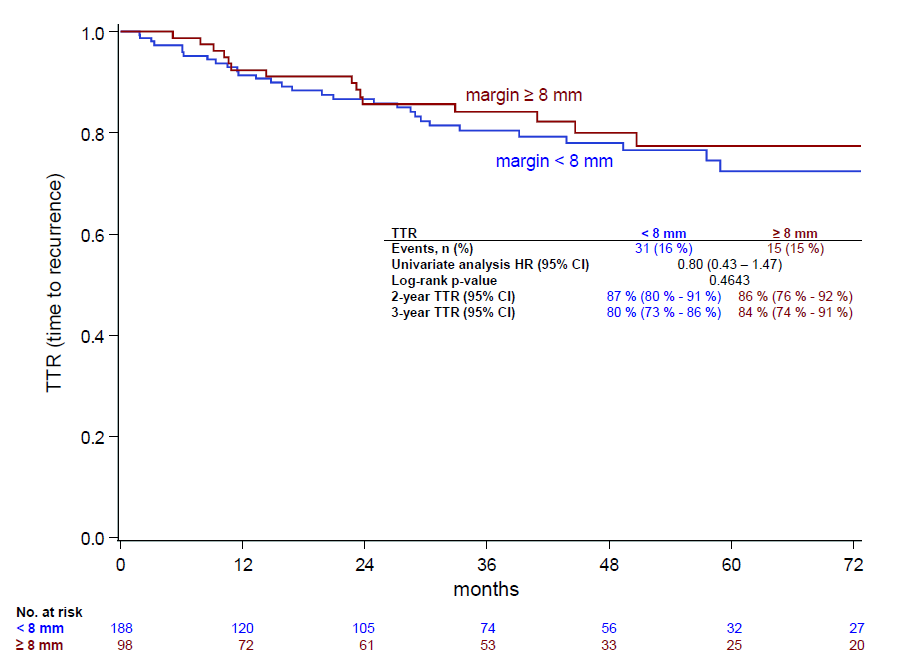 1.0
0.8
0.6
0.4
0.2
0.0
TTR (time to recurrence)
margin ≥ 8 mm
margin < 8 mm
TTR < 8 mm ≥ 8 mm
Events, n (%) 31 (16 %) 15 (15 %)
Univariate analysis HR (95% CI) 0.80 (0.43 – 1.47)
Log-rank p-value 0.4643
2-year TTR (95% CI) 87 % (80 % - 91 %) 86 % (76 % - 92 %)
3-year TTR (95% CI) 80 % (73 % - 86 %) 84 % (74 % - 91 %)
0 12 24 36 48 60 72
months
No. at risk
< 8 mm 188 120 105 74 56 32 27
≥ 8 mm 98 72 61 53 33 25 20